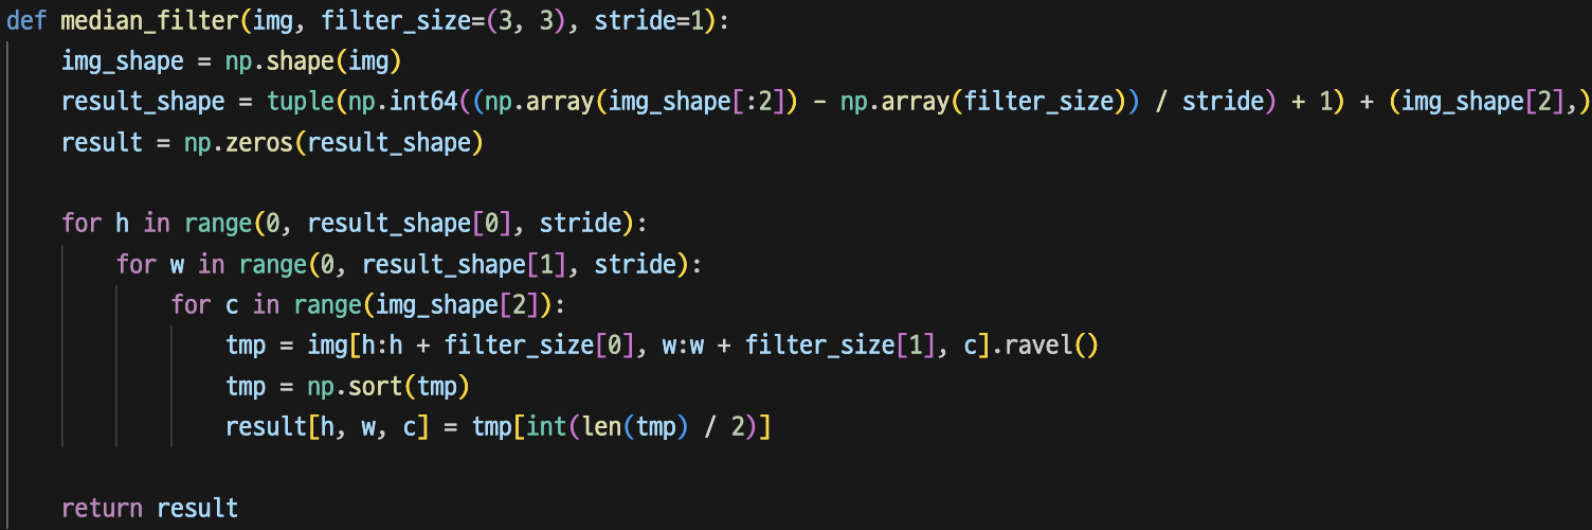 def median_filter(img, filter_size=(3, 3), stride=1):
    img_shape = np.shape(img)
    result_shape = tuple(np.int64((np.array(img_shape[:2]) - np.array(filter_size)) / stride) + 1) + (img_shape[2],)
    result = np.zeros(result_shape)

    for h in range(0, result_shape[0], stride):
        for w in range(0, result_shape[1], stride):
            for c in range(img_shape[2]):
                tmp = img[h:h + filter_size[0], w:w + filter_size[1], c].ravel()
                tmp = np.sort(tmp)
                result[h, w, c] = tmp[int(len(tmp) / 2)]

    return result